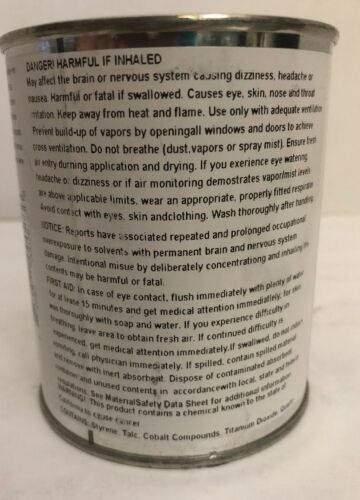 DANGER! HARMFUL IF INHALED
May affect the brain or nervous system causing dizziness, headache or
nausea. Harmful or fatal if swallowed. Causes eye, skin, nose and throt
irritation. Keep away from heat and flame. Use only with adequate ventilation
Prevent build-up of vapors by openingall windows and doors to achieve
cross ventilation. Do not breathe (dust,vapors or spray mist). Ensure fresh
air entry durning application and drying. If you exerience eye watering,
headache or dizziness or if air monitoring demostrates vapor/mist levels
are above applicable limits, wear an appropriate, properly fitted respirator
Avoid contact with eyes, skin andclothing. Wash thoroughly after handling
NOTICE: Reports have associated repeated and prolonged occupational
overexposure to solvents with permanent brain and nervous system
damage. Intentional misue by deliberately concentrationg and inhaling the
contents may be harmful or fatal.
FIRST AID: In case of eye contact, flush immediately with plenty of water
for at lease 15 minutes and get medical attention immediately; for skin
was thoroughly with soap and water. If you experience difficulty in
breathing, leave area to obtain fresh air. If continued difficulty is
experienced, get medical attention immediately.If swallwed, do not induce
vomiting, call physician immediately. If spilled, contain spilled material
and remove with inert absorbent. Dispose of contaminated absorbent,
container and unused contents in accordancewith local, state and federal
regulations. See MaterialSafety Data Sheet for additional information
WARNING! This product contains a chemical known to the state of
California to cause cancer
CONTAINS: Styrene, Talc, Cobalt Compounds, Titanium Dioxide, Quartz